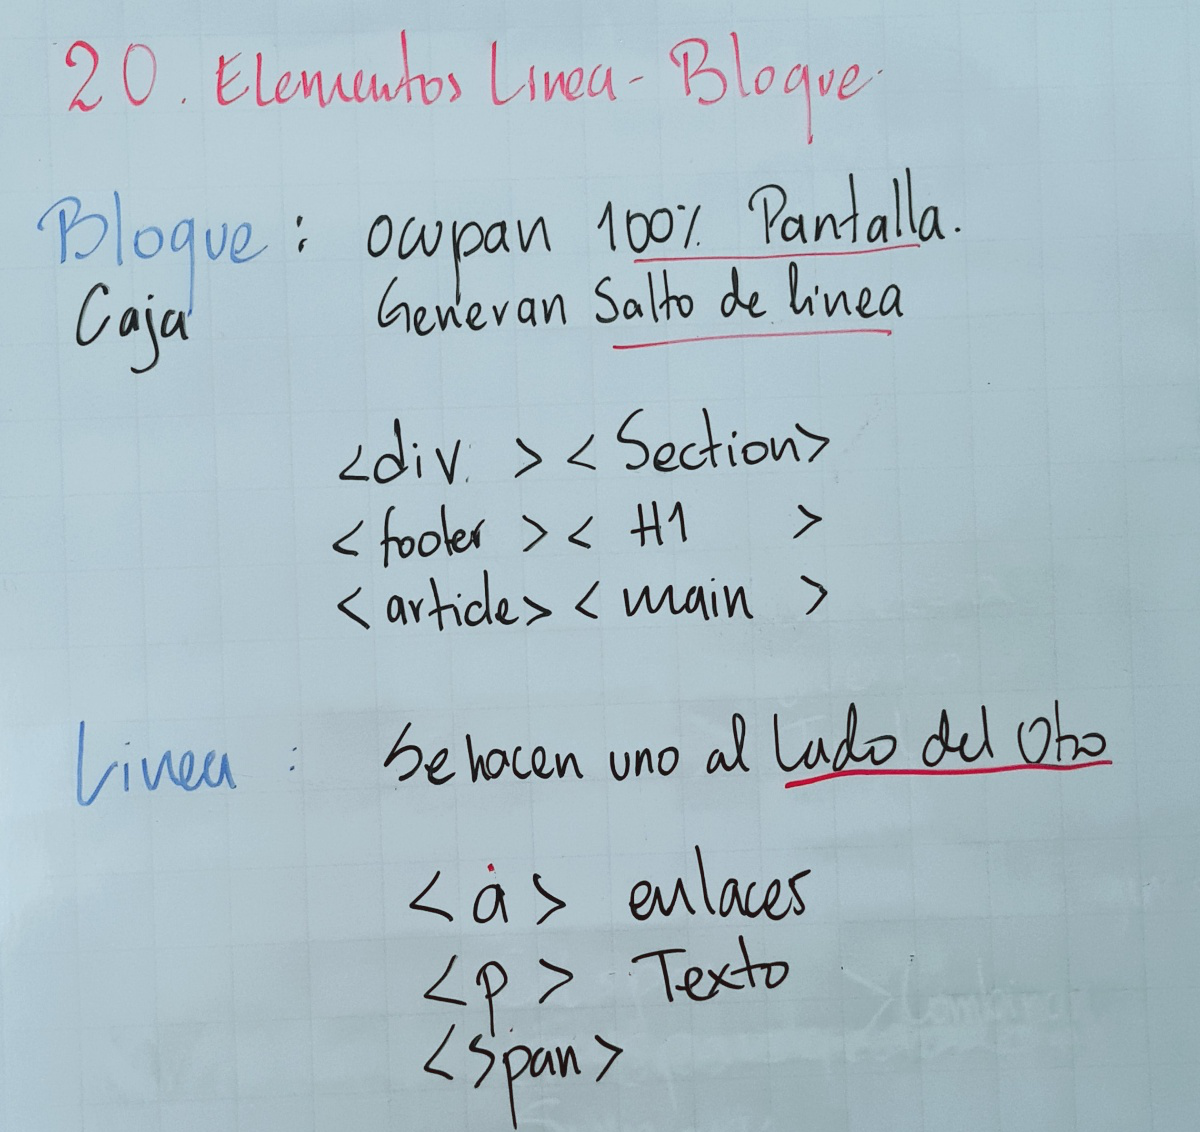 20. Elementos Linea - Bloque
Bloque : ocupan 100% Pantalla.
Caja Generan Salto de linea
<div ><Section>
<footer >< H1 >
<article>< main >
Linea : Se hacen uno al Lado del Otro
<a> enlaces
<p> Texto
<span>